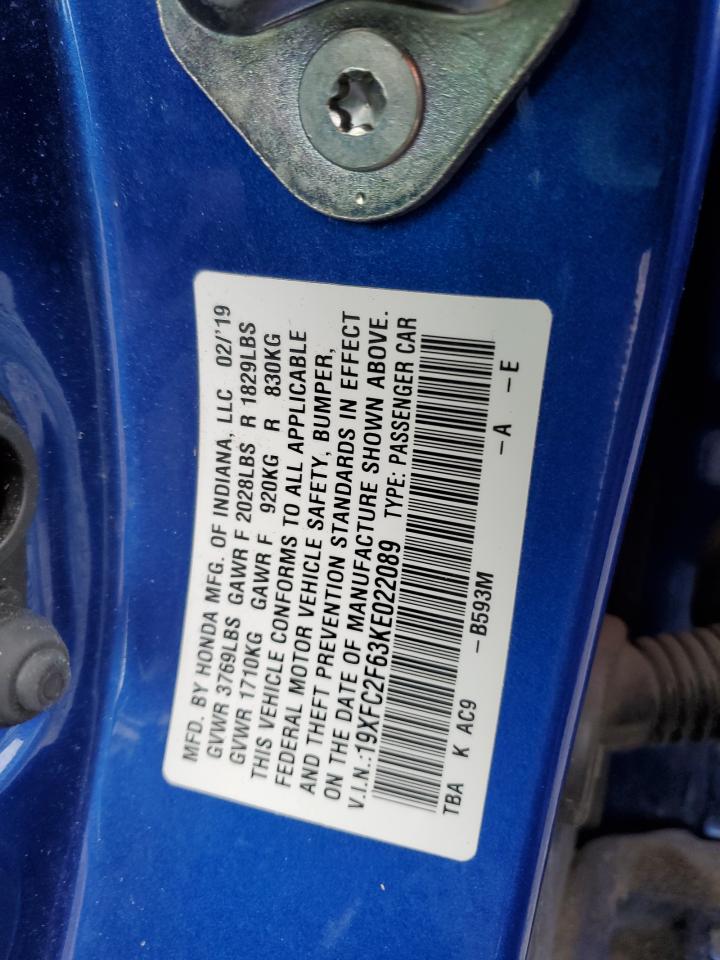 MFD. BY HONDA MFG. OF INDIANA, LLC 02/'19
GVWR 3769LBS GAWR F 2028LBS R 1829LBS
GVWR 1710KG GAWR F 920KG R 830KG
THIS VEHICLE CONFORMS TO ALL APPLICABLE
FEDERAL MOTOR VEHICLE SAFETY, BUMPER,
AND THEFT PREVENTION STANDARDS IN EFFECT
ON THE DATE OF MANUFACTURE SHOWN ABOVE.
V.I.N.:19XFC2F63KE022089 TYPE: PASSENGER CAR
TBA K AC9 -B593M -A -E